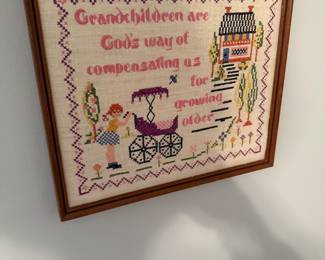 Grandchildren are
God's way of
compensating us
for
growing
older